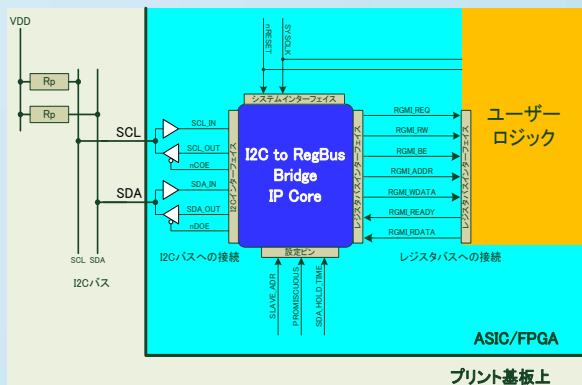 VDD
Rp
Rp
SCL
SDA
SCL SDA
I2Cバス
nRESET
SYSCLK
システムインターフェイス
SCL_IN
SCL_OUT
nCOE
SDA_IN
SDA_OUT
nDOE
I2Cインターフェイス
I2Cバスへの接続
I2C to RegBus
Bridge
IP Core
設定ピン
SLAVE_ADR
PROMISCUOUS
SDA_HOLD_TIME
レジスタバスインターフェイス
RGMI_REQ
RGMI_RW
RGMI_BE
RGMI_ADDR
RGMI_WDATA
RGMI_READY
RGMI_RDATA
レジスタバスへの接続
レジスタバスインターフェイス
ユーザー
ロジック
ASIC/FPGA
プリント基板上